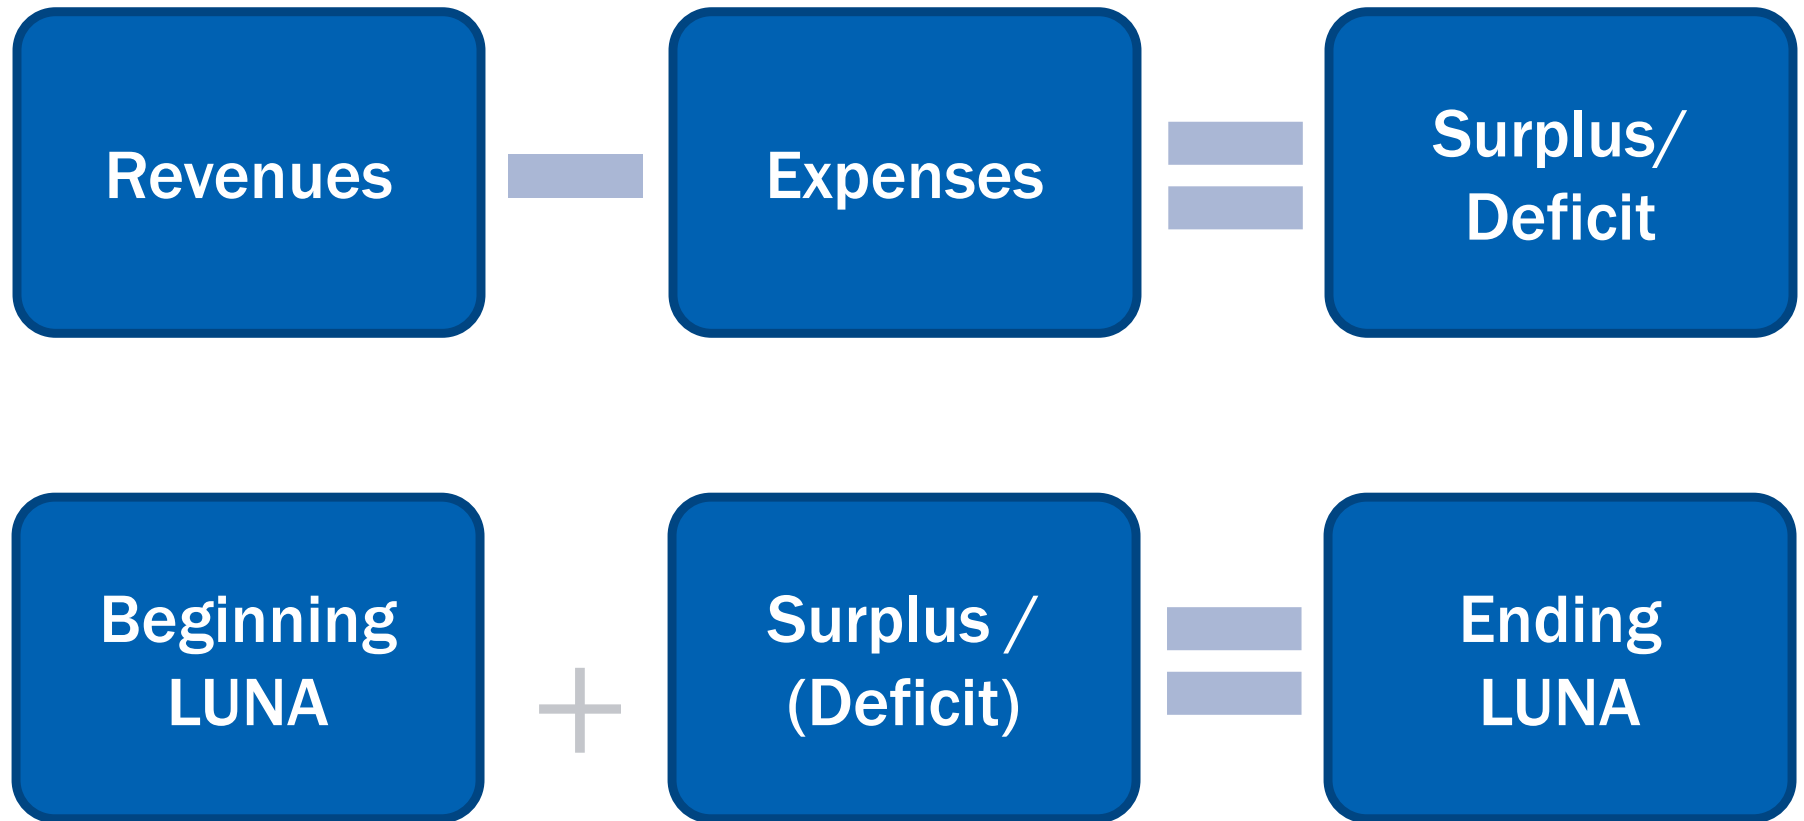 Revenues
Expenses
Surplus/
Deficit
Beginning
LUNA
Surplus /
(Deficit)
Ending
LUNA